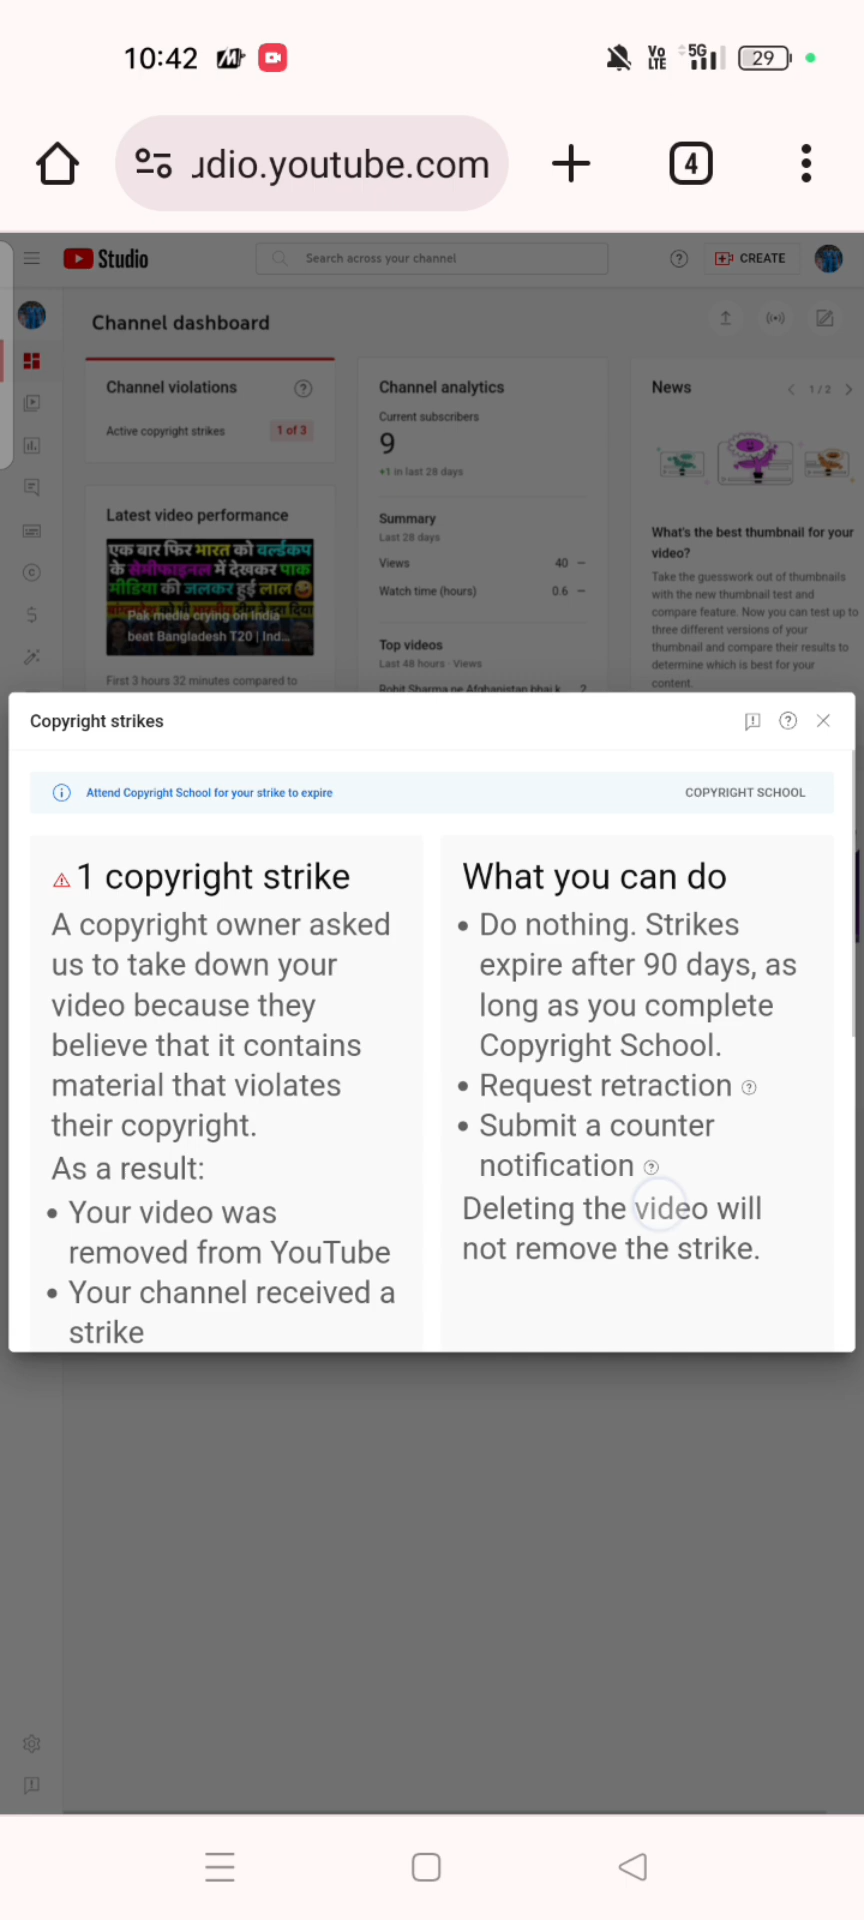 10:42
Vo
LTE
5G
29
ɹdio.youtube.com
4
Studio
Search across your channel
CREATE
Channel dashboard
Channel violations
Active copyright strikes
1 of 3
Channel analytics
Current subscribers
9
+1 in last 28 days
Summary
Last 28 days
Views
40 —
Watch time (hours)
0.6 —
Top videos
Last 48 hours · Views
Rohit Sharma ne Afghanistan bhai k
2
News
1 / 2
What's the best thumbnail for your
video?
Take the guesswork out of thumbnails
with the new thumbnail test and
compare feature. Now you can test up to
three different versions of your
thumbnail and compare their results to
determine which is best for your
content.
Latest video performance
एक बार फिर भारत को वर्ल्डकप
के सेमीफाइनल में देखकर पाक
मीडिया की जलकर हुई लाल
Pak media crying on India
beat Bangladesh T20 | Ind...
First 3 hours 32 minutes compared to
Copyright strikes
Attend Copyright School for your strike to expire
COPYRIGHT SCHOOL
1 copyright strike
A copyright owner asked
us to take down your
video because they
believe that it contains
material that violates
their copyright.
As a result:
• Your video was
removed from YouTube
• Your channel received a
strike
What you can do
• Do nothing. Strikes
expire after 90 days, as
long as you complete
Copyright School.
• Request retraction
• Submit a counter
notification
Deleting the video will
not remove the strike.